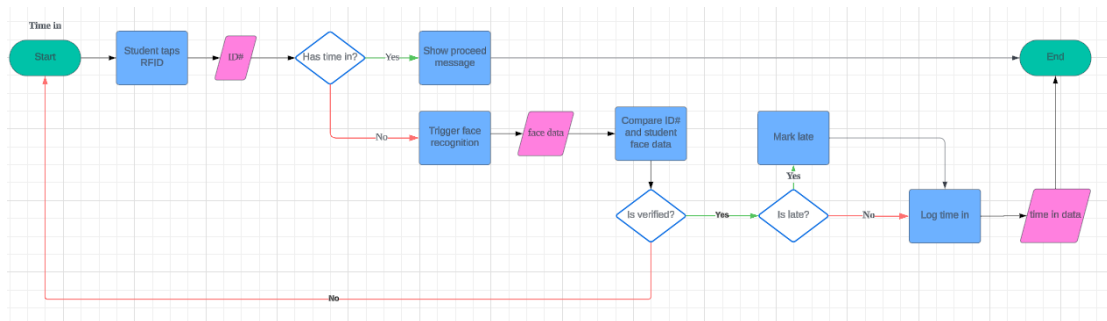 Time in
Start
Student taps
RFID
ID#
Has time in?
Yes
Show proceed
message
End
No
Trigger face
recognition
face data
Compare ID#
and student
face data
Mark late
Yes
Is verified?
Yes
Is late?
No
Log time in
time in data
No